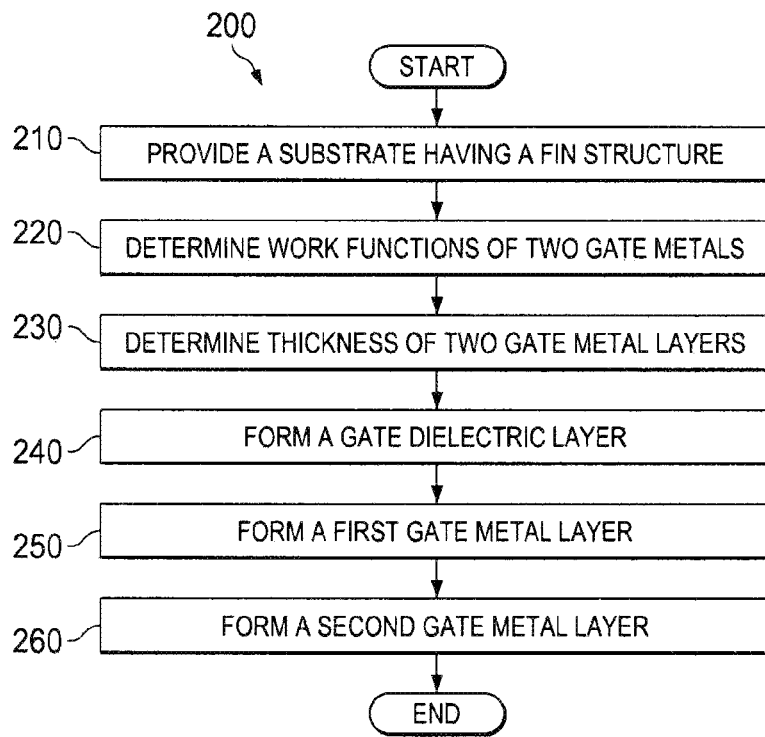 200
START
210 PROVIDE A SUBSTRATE HAVING A FIN STRUCTURE
220 DETERMINE WORK FUNCTIONS OF TWO GATE METALS
230 DETERMINE THICKNESS OF TWO GATE METAL LAYERS
240 FORM A GATE DIELECTRIC LAYER
250 FORM A FIRST GATE METAL LAYER
260 FORM A SECOND GATE METAL LAYER
END